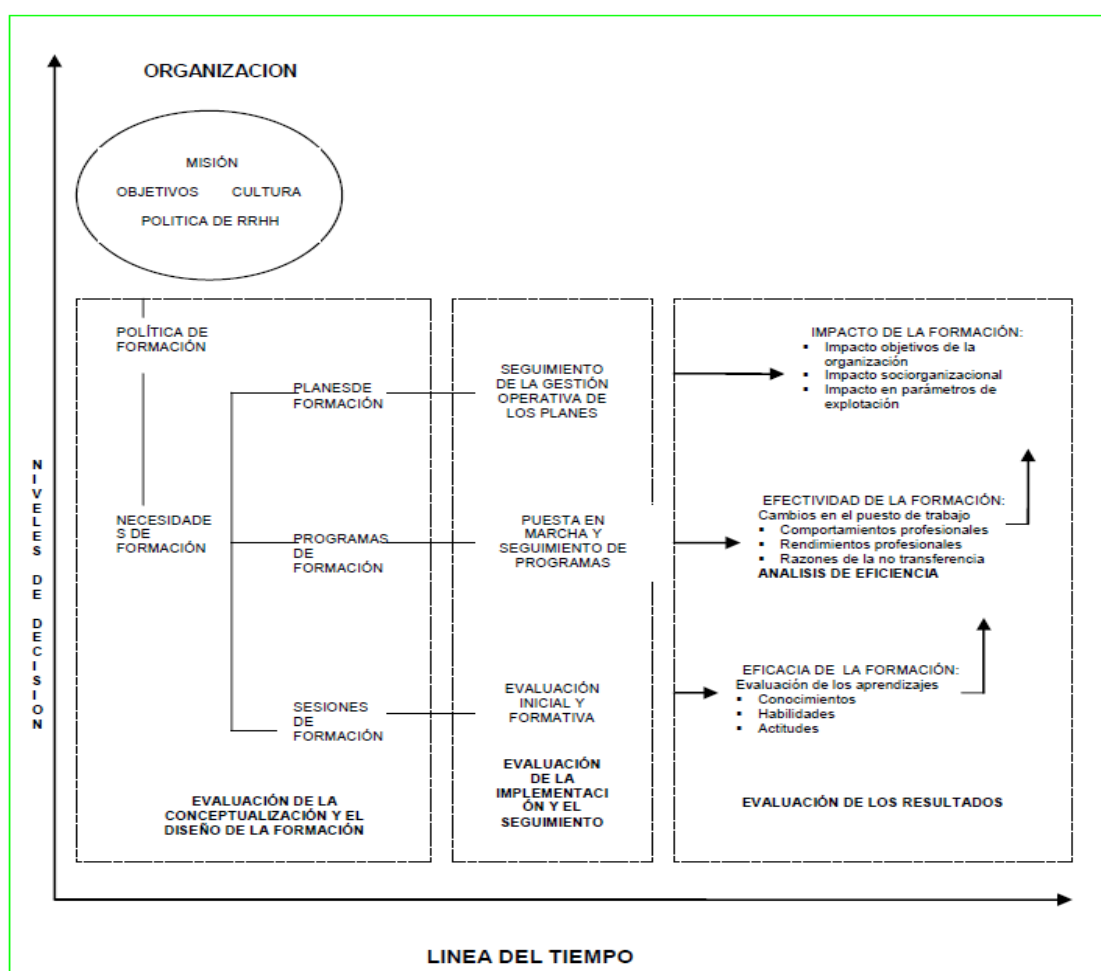 ORGANIZACION
MISIÓN
OBJETIVOS CULTURA
POLITICA DE RRHH
POLÍTICA DE
FORMACIÓN
NECESIDADE
S DE FORMACIÓN
PLANESDE
FORMACIÓN
PROGRAMAS
DE
FORMACIÓN
SESIONES
DE
FORMACIÓN
EVALUACIÓN DE LA
CONCEPTUALIZACIÓN Y EL
DISEÑO DE LA FORMACIÓN
SEGUIMIENTO
DE LA GESTIÓN
OPERATIVA DE
LOS PLANES
PUESTA EN
MARCHA Y
SEGUIMIENTO DE
PROGRAMAS
EVALUACIÓN
INICIAL Y
FORMATIVA
EVALUACIÓN
DE LA
IMPLEMENTACI
ÓN Y EL
SEGUIMIENTO
IMPACTO DE LA FORMACIÓN:
▪ Impacto objetivos de la
organización
▪ Impacto sociorganizacional
▪ Impacto en parámetros de
explotación
EFECTIVIDAD DE LA FORMACIÓN:
Cambios en el puesto de trabajo
▪ Comportamientos profesionales
▪ Rendimientos profesionales
▪ Razones de la no transferencia
ANALISIS DE EFICIENCIA
EFICACIA DE LA FORMACIÓN:
Evaluación de los aprendizajes
▪ Conocimientos
▪ Habilidades
▪ Actitudes
EVALUACIÓN DE LOS RESULTADOS
NIVELES DE DECISION
LINEA DEL TIEMPO